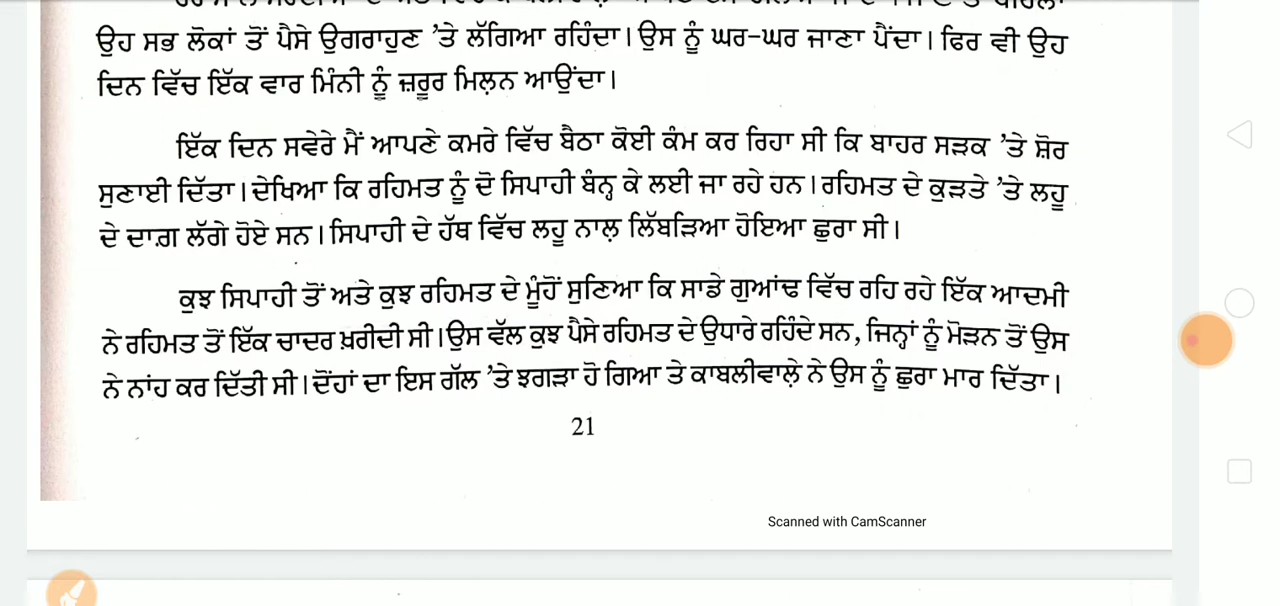 ਉਹ ਸਭ ਲੋਕਾਂ ਤੋਂ ਪੈਸੇ ਉਗਰਾਹੁਣ ’ਤੇ ਲੱਗਿਆ ਰਹਿੰਦਾ। ਉਸ ਨੂੰ ਘਰ-ਘਰ ਜਾਣਾ ਪੈਂਦਾ। ਫਿਰ ਵੀ ਉਹ
ਦਿਨ ਵਿੱਚ ਇੱਕ ਵਾਰ ਮਿੰਨੀ ਨੂੰ ਜ਼ਰੂਰ ਮਿਲ਼ਨ ਆਉਂਦਾ।
ਇੱਕ ਦਿਨ ਸਵੇਰੇ ਮੈਂ ਆਪਣੇ ਕਮਰੇ ਵਿੱਚ ਬੈਠਾ ਕੋਈ ਕੰਮ ਕਰ ਰਿਹਾ ਸੀ ਕਿ ਬਾਹਰ ਸੜਕ ’ਤੇ ਸ਼ੋਰ
ਸੁਣਾਈ ਦਿੱਤਾ। ਦੇਖਿਆ ਕਿ ਰਹਿਮਤ ਨੂੰ ਦੋ ਸਿਪਾਹੀ ਬੰਨ੍ਹ ਕੇ ਲਈ ਜਾ ਰਹੇ ਹਨ। ਰਹਿਮਤ ਦੇ ਕੁੜਤੇ ’ਤੇ ਲਹੂ
ਦੇ ਦਾਗ਼ ਲੱਗੇ ਹੋਏ ਸਨ। ਸਿਪਾਹੀ ਦੇ ਹੱਥ ਵਿੱਚ ਲਹੂ ਨਾਲ਼ ਲਿੱਬੜਿਆ ਹੋਇਆ ਛੁਰਾ ਸੀ।
ਕੁਝ ਸਿਪਾਹੀ ਤੋਂ ਅਤੇ ਕੁਝ ਰਹਿਮਤ ਦੇ ਮੂੰਹੋਂ ਸੁਣਿਆ ਕਿ ਸਾਡੇ ਗੁਆਂਢ ਵਿੱਚ ਰਹਿ ਰਹੇ ਇੱਕ ਆਦਮੀ
ਨੇ ਰਹਿਮਤ ਤੋਂ ਇੱਕ ਚਾਦਰ ਖ਼ਰੀਦੀ ਸੀ। ਉਸ ਵੱਲ ਕੁਝ ਪੈਸੇ ਰਹਿਮਤ ਦੇ ਉਧਾਰੇ ਰਹਿੰਦੇ ਸਨ, ਜਿਨ੍ਹਾਂ ਨੂੰ ਮੋੜਨ ਤੋਂ ਉਸ
ਨੇ ਨਾਂਹ ਕਰ ਦਿੱਤੀ ਸੀ। ਦੋਂਹਾਂ ਦਾ ਇਸ ਗੱਲ ’ਤੇ ਝਗੜਾ ਹੋ ਗਿਆ ਤੇ ਕਾਬਲੀਵਾਲ਼ੇ ਨੇ ਉਸ ਨੂੰ ਛੁਰਾ ਮਾਰ ਦਿੱਤਾ।
21
Scanned with CamScanner